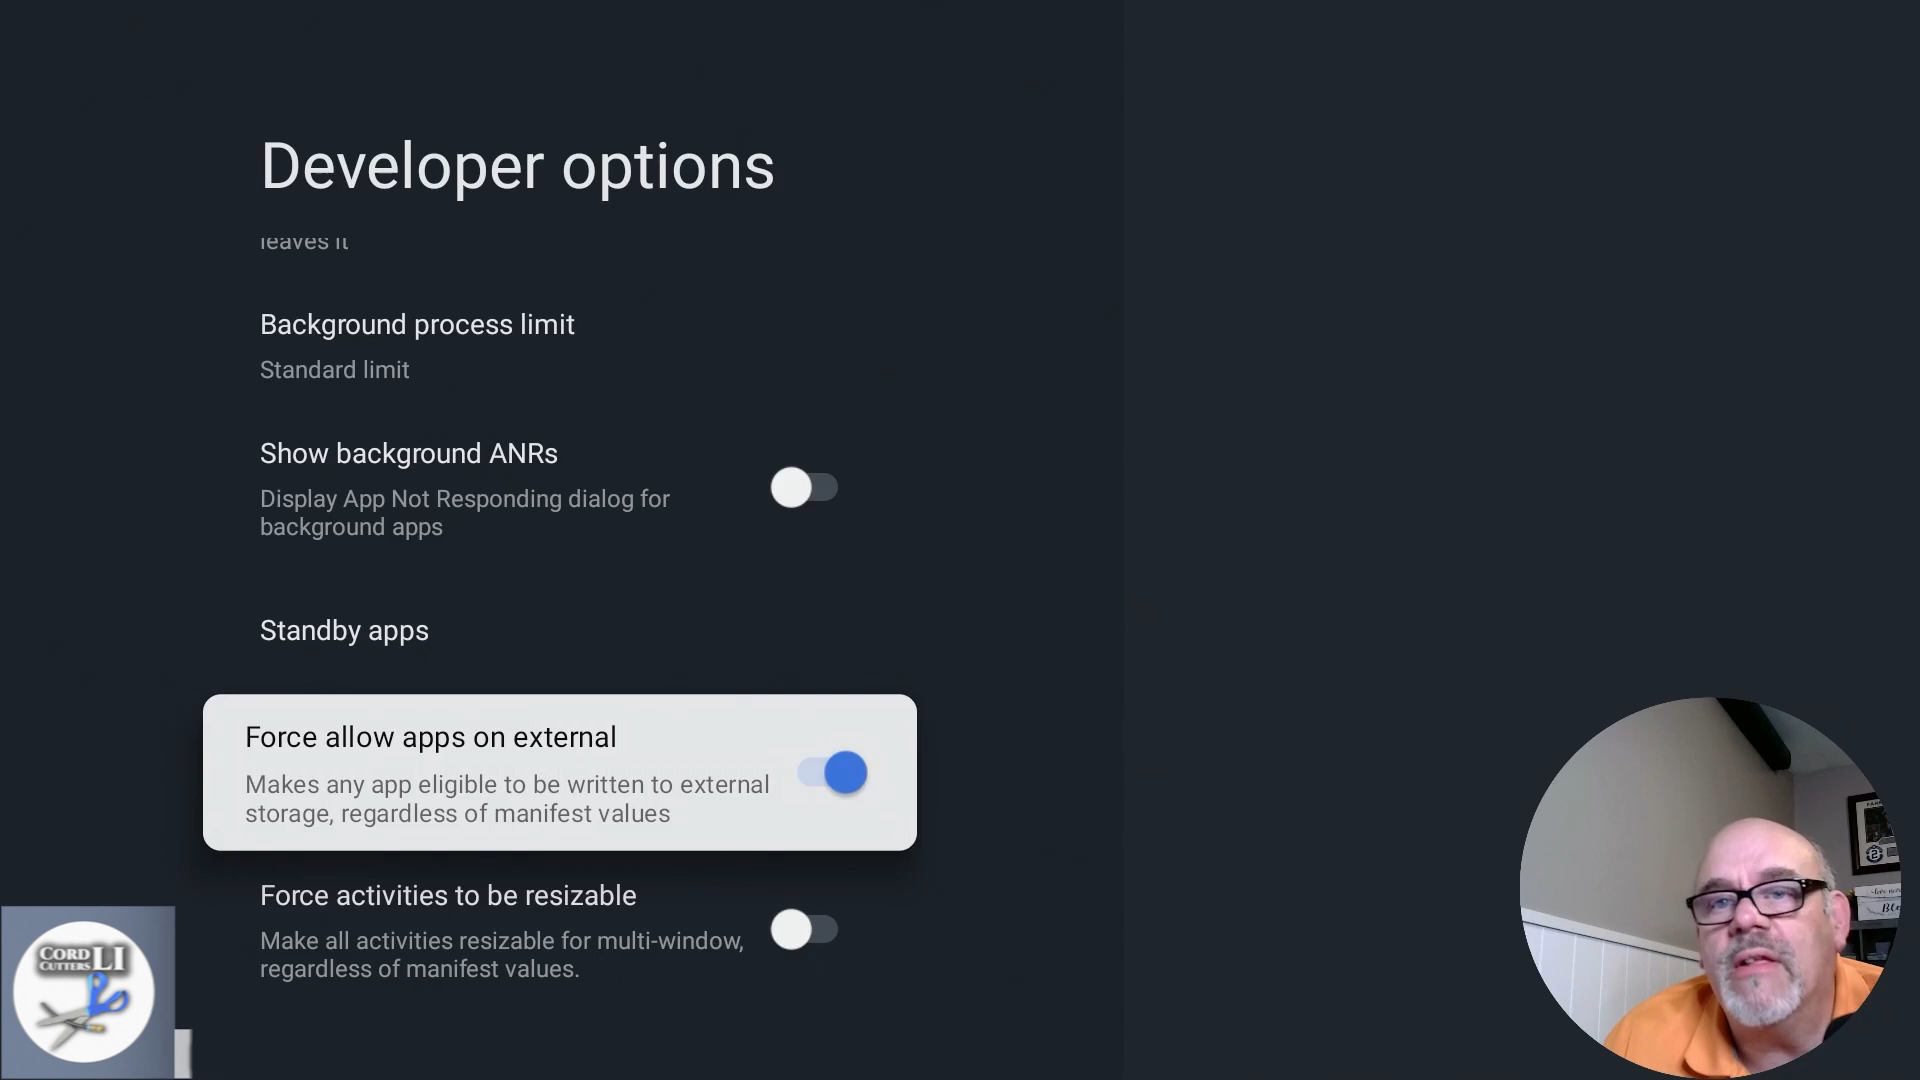 Developer options
leaves it
Background process limit
Standard limit
Show background ANRs
Display App Not Responding dialog for
background apps
Standby apps
Force allow apps on external
Makes any app eligible to be written to external
storage, regardless of manifest values
Force activities to be resizable
Make all activities resizable for multi-window,
regardless of manifest values.
CORD
CUTTERS LI